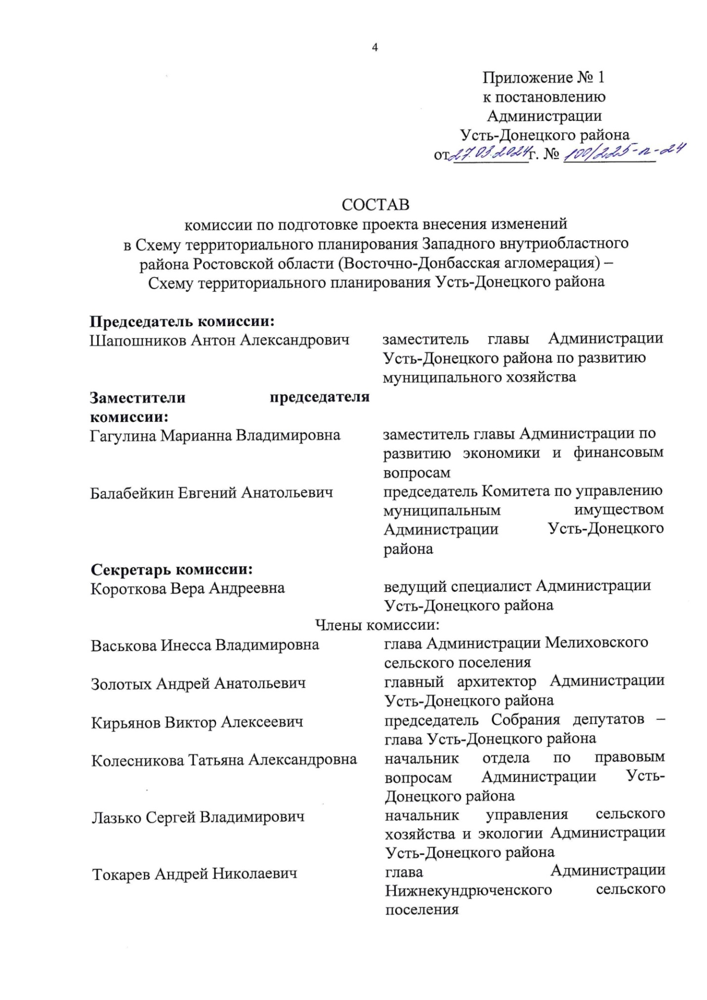 4
Приложение № 1
к постановлению
Администрации
Усть-Донецкого района
от 27.03.2024г. № 100/225-п-24
СОСТАВ
комиссии по подготовке проекта внесения изменений
в Схему территориального планирования Западного внутриобластного
района Ростовской области (Восточно-Донбасская агломерация) –
Схему территориального планирования Усть-Донецкого района
Председатель комиссии:
Шапошников Антон Александрович
заместитель главы Администрации
Усть-Донецкого района по развитию
муниципального хозяйства
Заместители председателя
комиссии:
Гагулина Марианна Владимировна
заместитель главы Администрации по
развитию экономики и финансовым
вопросам
Балабейкин Евгений Анатольевич
председатель Комитета по управлению
муниципальным имуществом
Администрации Усть-Донецкого
района
Секретарь комиссии:
Короткова Вера Андреевна
ведущий специалист Администрации
Усть-Донецкого района
Члены комиссии:
Васькова Инесса Владимировна
глава Администрации Мелиховского
сельского поселения
Золотых Андрей Анатольевич
главный архитектор Администрации
Усть-Донецкого района
Кирьянов Виктор Алексеевич
председатель Собрания депутатов –
глава Усть-Донецкого района
Колесникова Татьяна Александровна
начальник отдела по правовым
вопросам Администрации Усть-
Донецкого района
Лазько Сергей Владимирович
начальник управления сельского
хозяйства и экологии Администрации
Усть-Донецкого района
Токарев Андрей Николаевич
глава Администрации
Нижнекундрюченского сельского
поселения